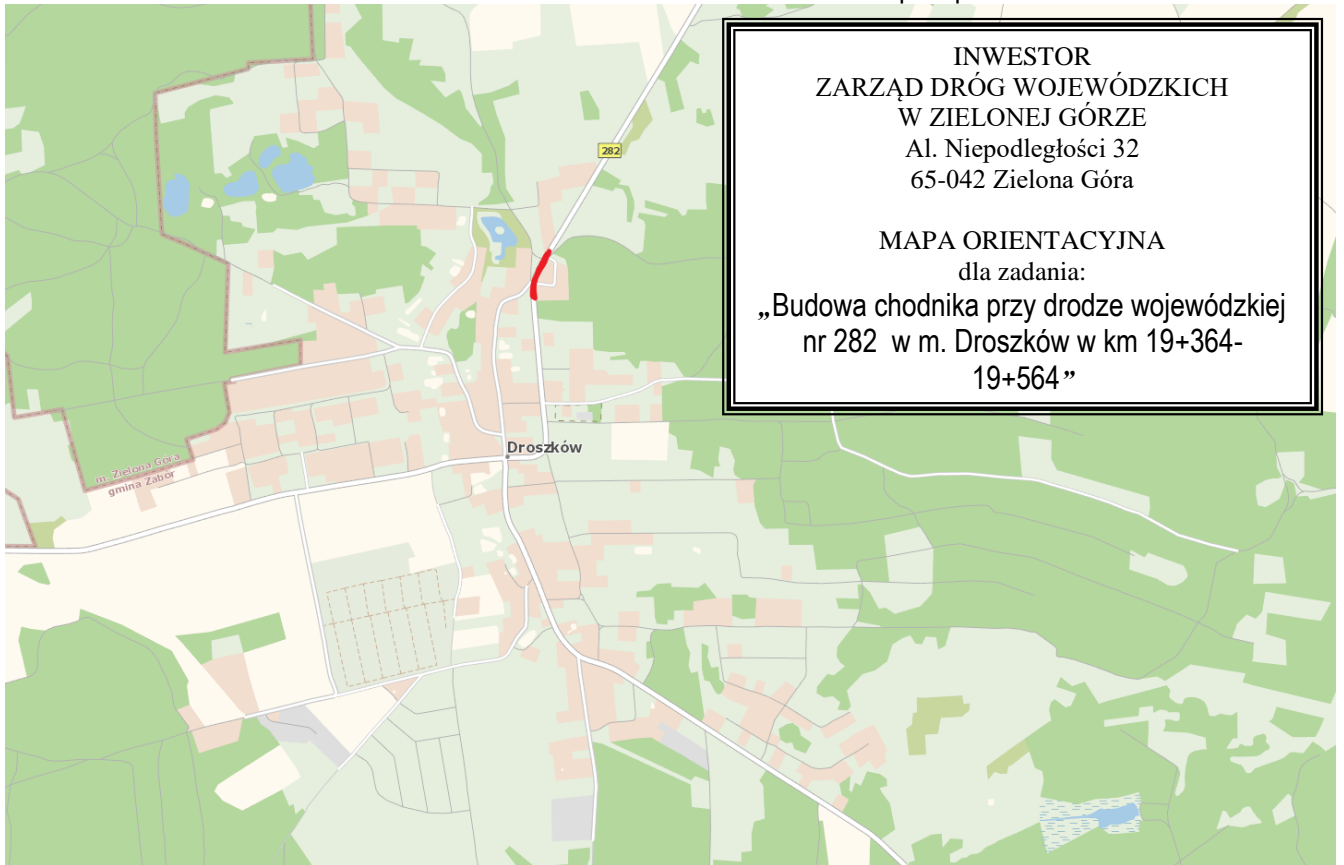 INWESTOR
ZARZĄD DRÓG WOJEWÓDZKICH
W ZIELONEJ GÓRZE
Al. Niepodległości 32
65-042 Zielona Góra
MAPA ORIENTACYJNA
dla zadania:
„Budowa chodnika przy drodze wojewódzkiej
nr 282 w m. Droszków w km 19+364-
19+564”
282
Droszków
m. Zielona Góra
gmina Zabór